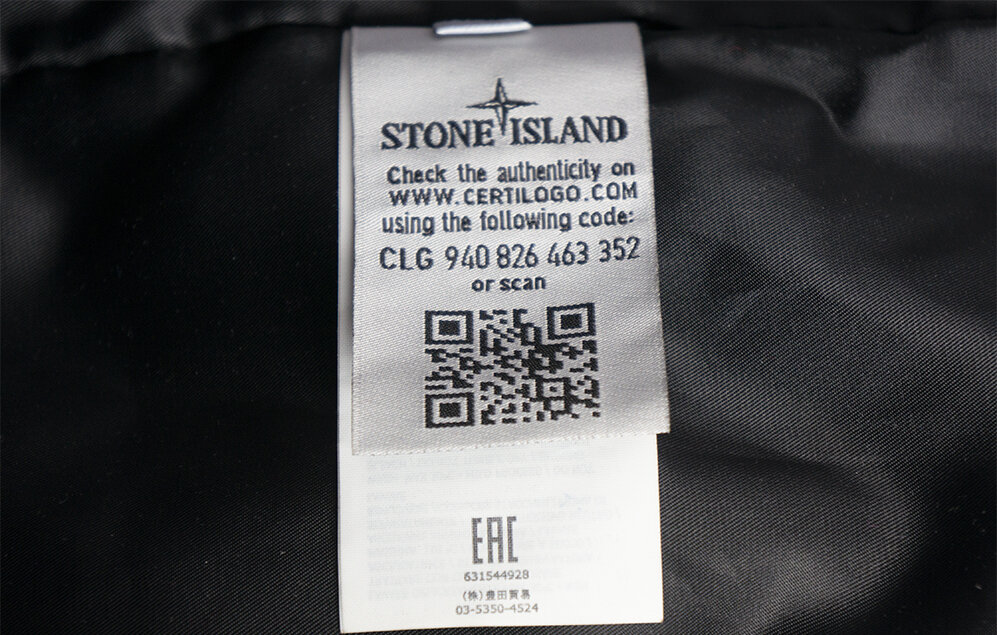 STONE ISLAND
Check the authenticity on
WWW.CERTILOGO.COM
using the following code:
CLG 940 826 463 352
or scan
EAC
631544928
(株)豊田貿易
03-5350-4524